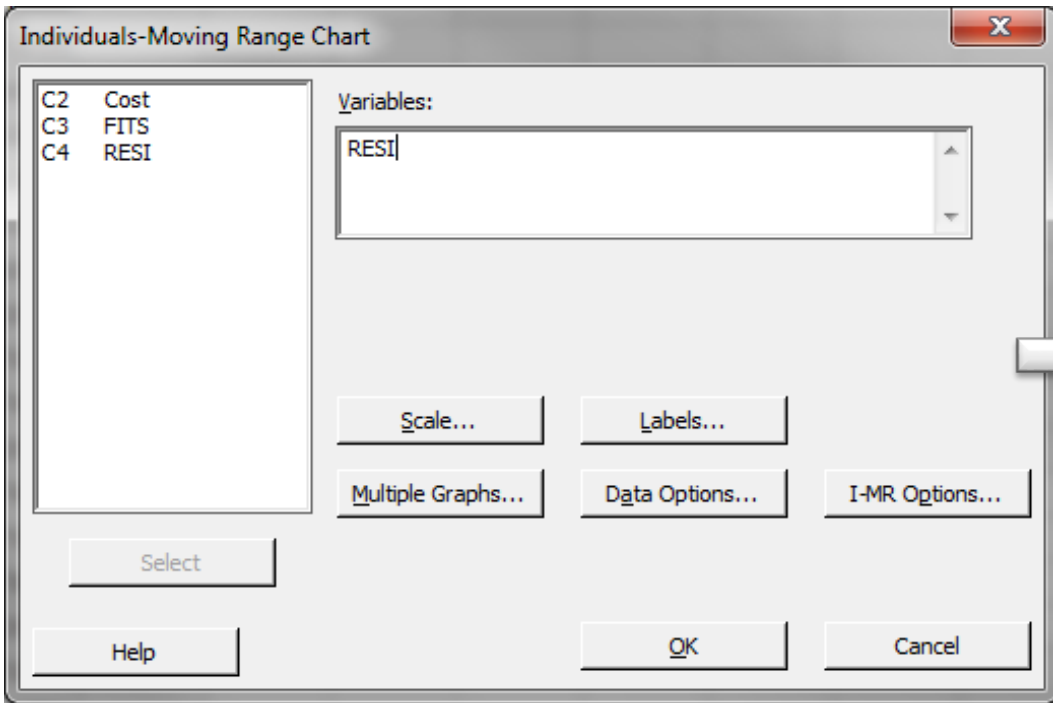 Individuals-Moving Range Chart
C2 Cost
C3 FITS
C4 RESI
Variables:
RESI
Scale...
Labels...
Multiple Graphs...
Data Options...
I-MR Options...
Select
Help
OK
Cancel